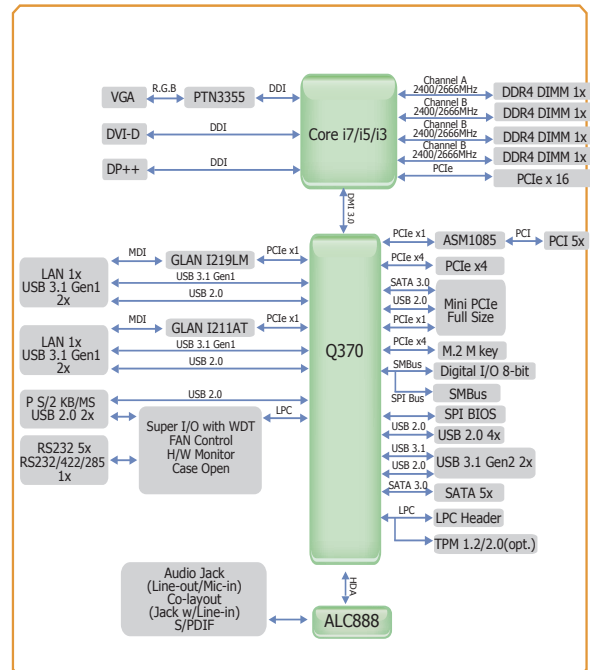 VGA
R.G.B
PTN3355
DDI
DVI-D
DDI
DP++
DDI
Core i7/i5/i3
Channel A
2400/2666MHz
DDR4 DIMM 1x
Channel B
2400/2666MHz
DDR4 DIMM 1x
Channel B
2400/2666MHz
DDR4 DIMM 1x
Channel B
2400/2666MHz
DDR4 DIMM 1x
PCIe
PCIe x 16
DMI 3.0
Q370
LAN 1x
USB 3.1 Gen1
2x
MDI
GLAN I219LM
PCIe x1
USB 3.1 Gen1
USB 2.0
LAN 1x
USB 3.1 Gen1
2x
MDI
GLAN I211AT
PCIe x1
USB 3.1 Gen1
USB 2.0
P S/2 KB/MS
USB 2.0 2x
USB 2.0
RS232 5x
RS232/422/285
1x
Super I/O with WDT
FAN Control
H/W Monitor
Case Open
LPC
PCIe x1
ASM1085
PCI
PCI 5x
PCIe x4
PCIe x4
SATA 3.0
USB 2.0
PCIe x1
Mini PCIe
Full Size
PCIe x4
M.2 M key
SMBus
Digital I/O 8-bit
SMBus
SPI Bus
SPI BIOS
USB 2.0
USB 2.0 4x
USB 3.1
USB 2.0
USB 3.1 Gen2 2x
SATA 3.0
SATA 5x
LPC
LPC Header
TPM 1.2/2.0(opt.)
HDA
Audio Jack
(Line-out/Mic-in)
Co-layout
(Jack w/Line-in)
S/PDIF
ALC888